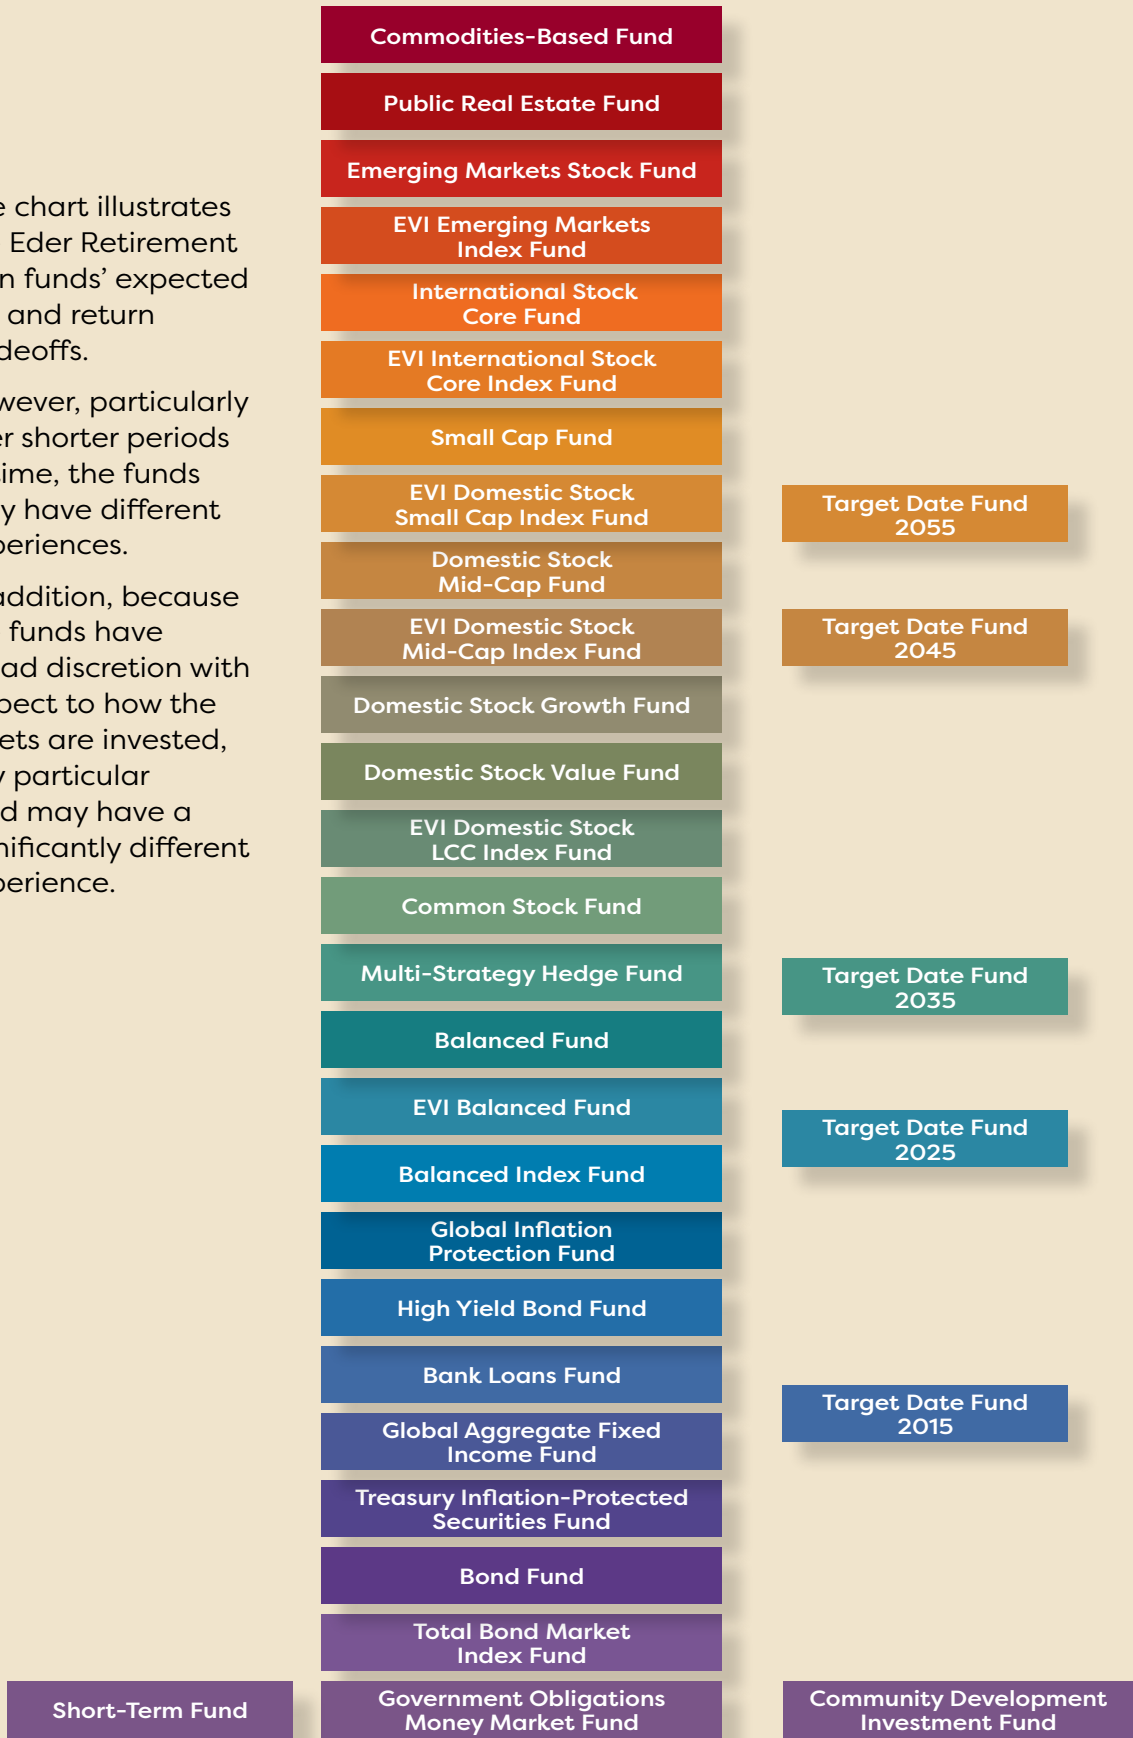 e chart illustrates
Eder Retirement
n funds’ expected
and return
deoffs.
wever, particularly
er shorter periods
time, the funds
y have different
periences.
addition, because
funds have
ad discretion with
pect to how the
ets are invested,
y particular
d may have a
nificantly different
perience.
Commodities-Based Fund
Public Real Estate Fund
Emerging Markets Stock Fund
EVI Emerging Markets
Index Fund
International Stock
Core Fund
EVI International Stock
Core Index Fund
Small Cap Fund
EVI Domestic Stock
Small Cap Index Fund
Domestic Stock
Mid-Cap Fund
EVI Domestic Stock
Mid-Cap Index Fund
Domestic Stock Growth Fund
Domestic Stock Value Fund
EVI Domestic Stock
LCC Index Fund
Common Stock Fund
Multi-Strategy Hedge Fund
Balanced Fund
EVI Balanced Fund
Balanced Index Fund
Global Inflation
Protection Fund
High Yield Bond Fund
Bank Loans Fund
Global Aggregate Fixed
Income Fund
Treasury Inflation-Protected
Securities Fund
Bond Fund
Total Bond Market
Index Fund
Short-Term Fund
Government Obligations
Money Market Fund
Community Development
Investment Fund
Target Date Fund
2055
Target Date Fund
2045
Target Date Fund
2035
Target Date Fund
2025
Target Date Fund
2015